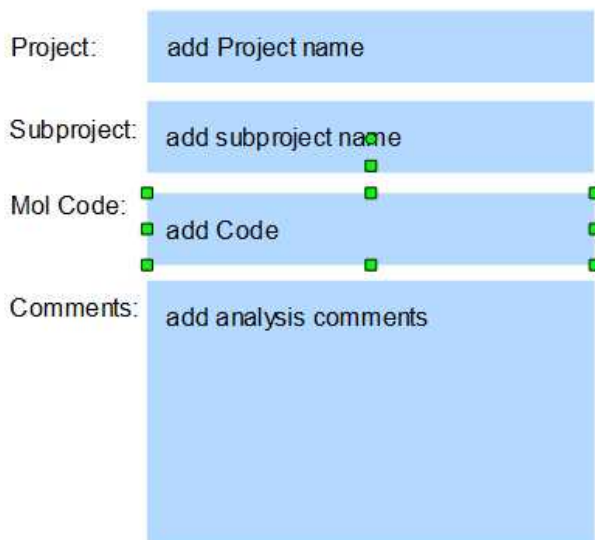 Project: add Project name
Subproject: add subproject name
Mol Code: add Code
Comments: add analysis comments